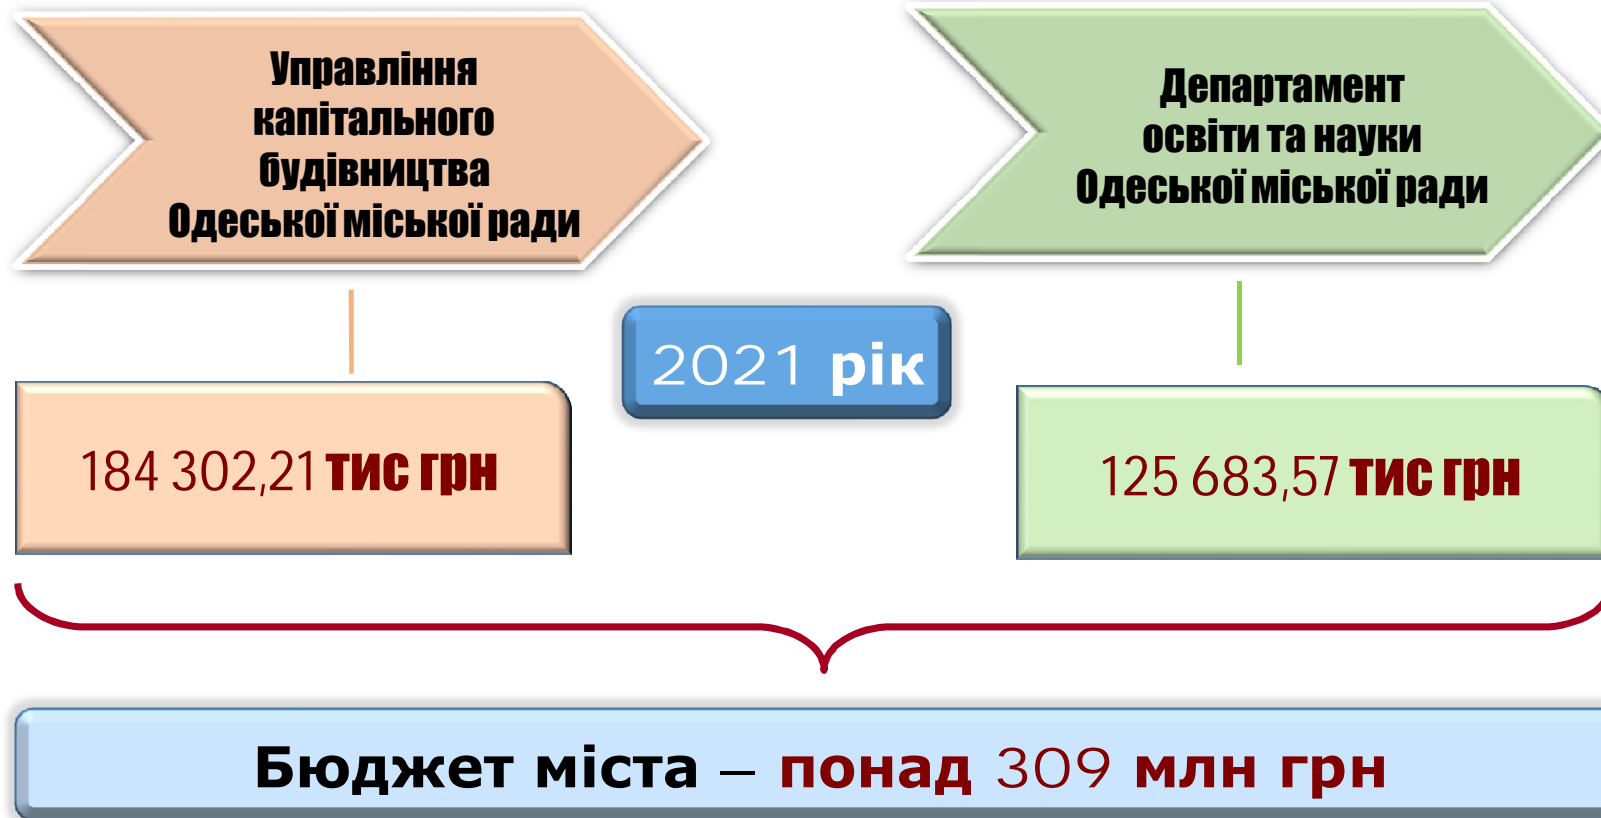 Управління
капітального
будівництва
Одеської міської ради
Департамент
освіти та науки
Одеської міської ради
2021 рік
184 302,21 тис грн
125 683,57 тис грн
Бюджет міста – понад 309 млн грн